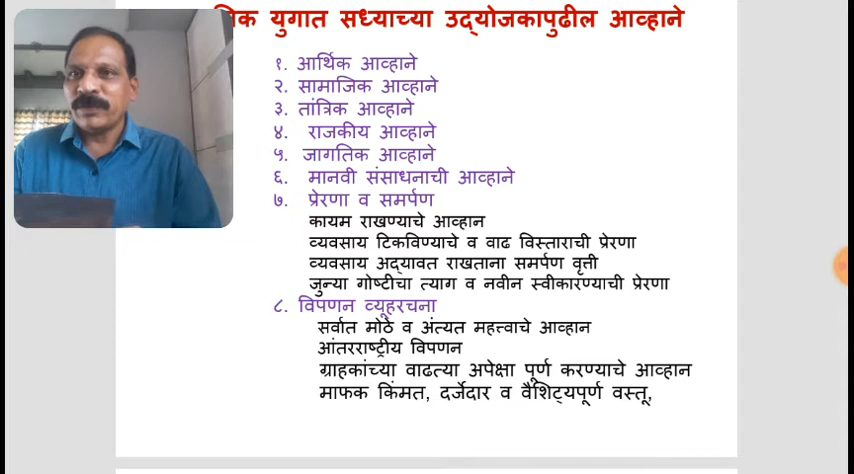 युगात सध्याच्या उद्योजकापुढील आव्हाने
१. आर्थिक आव्हाने
२. सामाजिक आव्हाने
३. तांत्रिक आव्हाने
४. राजकीय आव्हाने
५. जागतिक आव्हाने
६. मानवी संसाधनाची आव्हाने
७. प्रेरणा व समर्पण
कायम राखण्याचे आव्हान
व्यवसाय टिकविण्याचे व वाढ विस्ताराची प्रेरणा
व्यवसाय अद्यावत राखताना समर्पण वृत्ती
जुन्या गोष्टीचा त्याग व नवीन स्वीकारण्याची प्रेरणा
८. विपणन व्यूहरचना
सर्वात मोठे व अंत्यत महत्त्वाचे आव्हान
आंतरराष्ट्रीय विपणन
ग्राहकांच्या वाढत्या अपेक्षा पूर्ण करण्याचे आव्हान
माफक किंमत, दर्जेदार व वैशिट्यपूर्ण वस्तू,